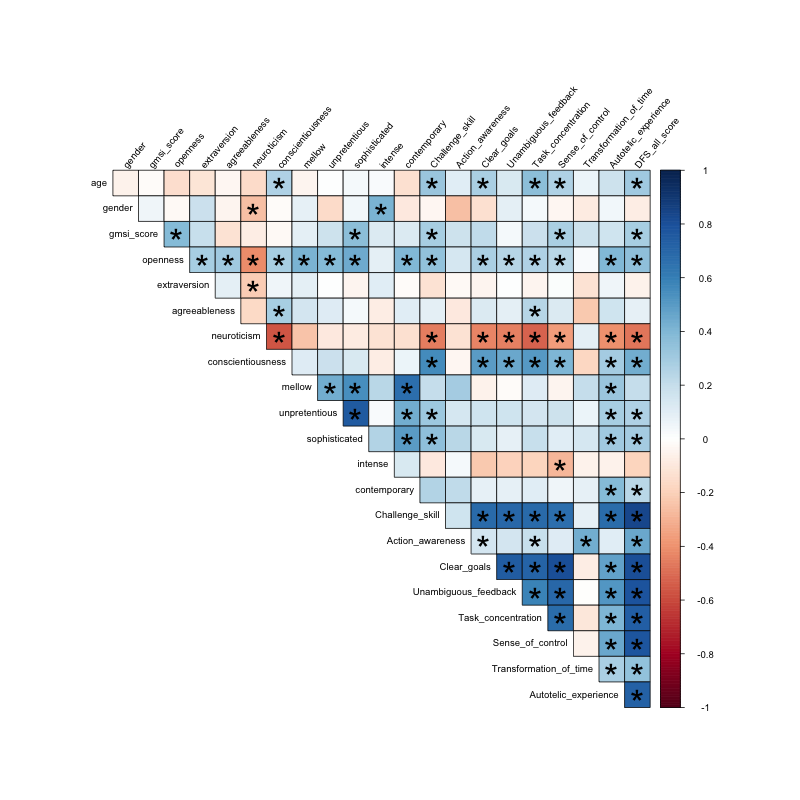 gender
gmsi_score
openness
extraversion
agreeableness
neuroticism
conscientiousness
mellow
unpretentious
sophisticated
intense
contemporary
Challenge_skill
Action_awareness
Clear_goals
Unambiguous_feedback
Task_concentration
Sense_of_control
Transformation_of_time
Autotelic_experience
DFS_all_score
age
gender
gmsi_score
openness
extraversion
agreeableness
neuroticism
conscientiousness
mellow
unpretentious
sophisticated
intense
contemporary
Challenge_skill
Action_awareness
Clear_goals
Unambiguous_feedback
Task_concentration
Sense_of_control
Transformation_of_time
Autotelic_experience
1
0.8
0.6
0.4
0.2
0
-0.2
-0.4
-0.6
-0.8
-1